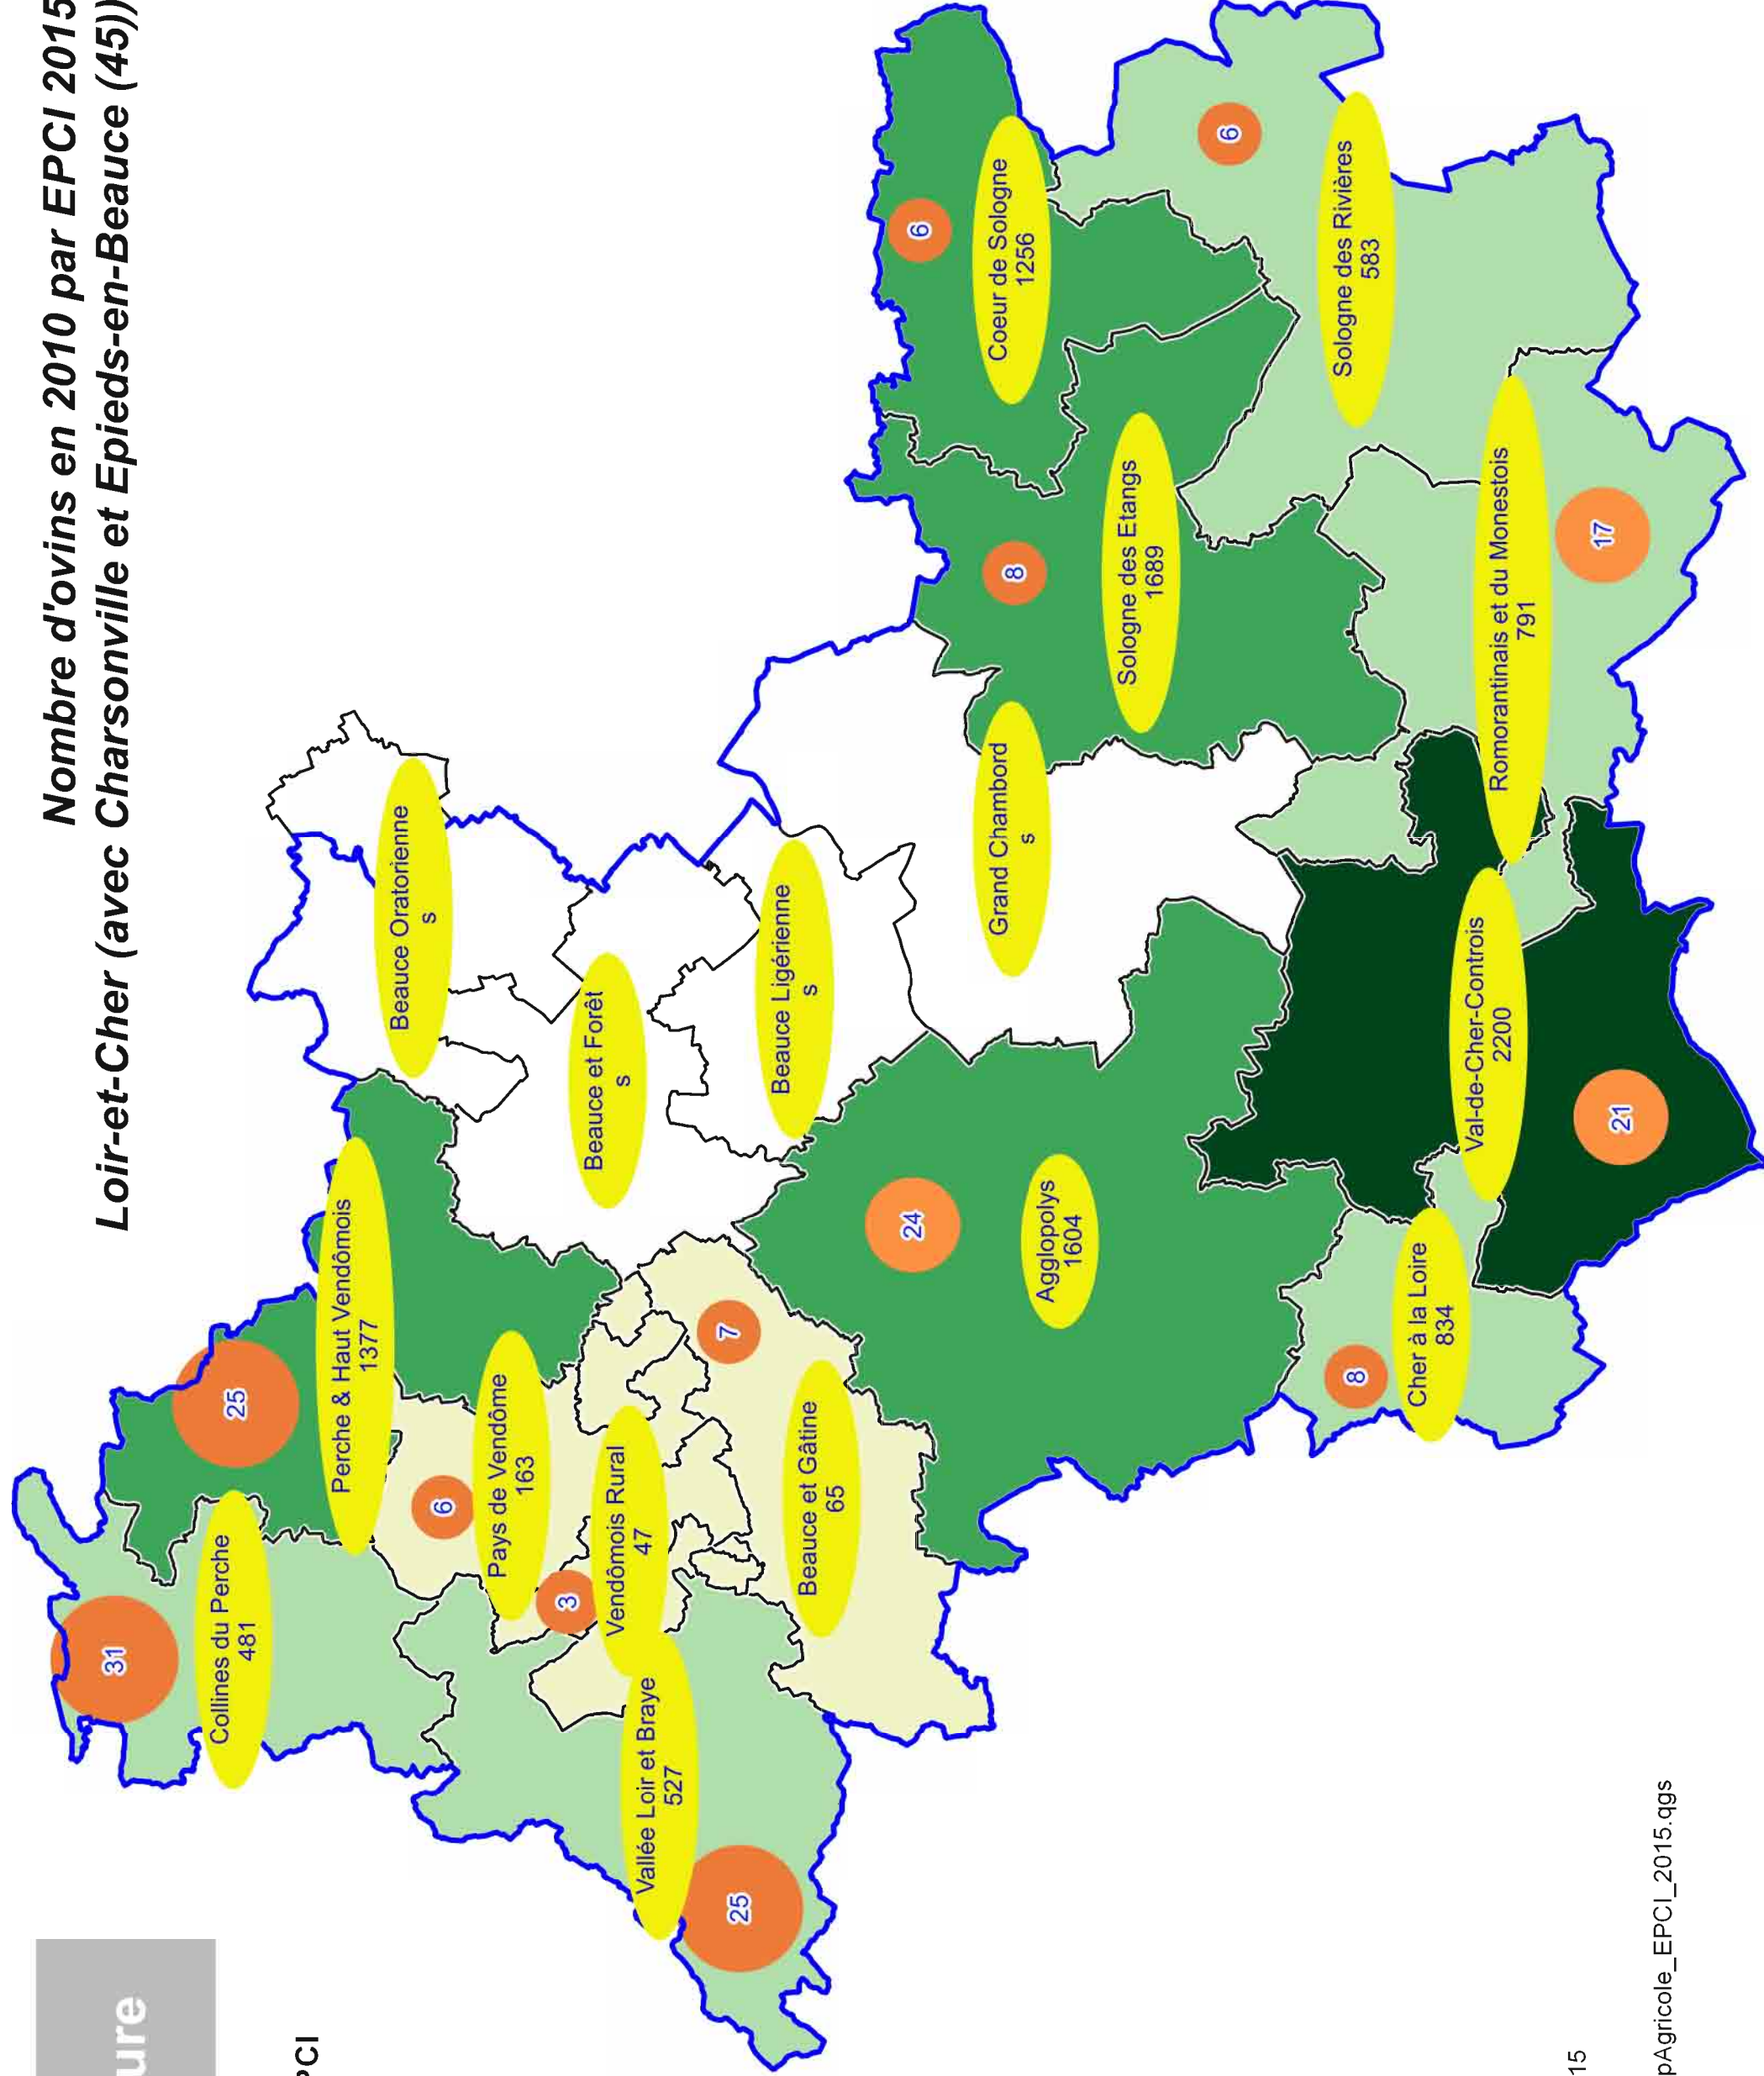 Nombre d'ovins en 2010 par EPCI 2015
Loir-et-Cher (avec Charsonville et Epieds-en-Beauce (45))
ure
PCI
31
Collines du Perche
481
25
Perche & Haut Vendômois
1377
Beauce Oratorienne
s
6
Pays de Vendôme
163
3
Vendômois Rural
47
Beauce et Forêt
s
Vallée Loir et Braye
527
25
7
Beauce et Gâtine
65
Beauce Ligérienne
s
24
Agglopolys
1604
Grand Chambord
s
6
Coeur de Sologne
1256
8
Sologne des Etangs
1689
6
Sologne des Rivières
583
8
Cher à la Loire
834
Val-de-Cher-Controis
2200
21
Romorantinais et du Monestois
791
17
15
pAgricole_EPCI_2015.qgs